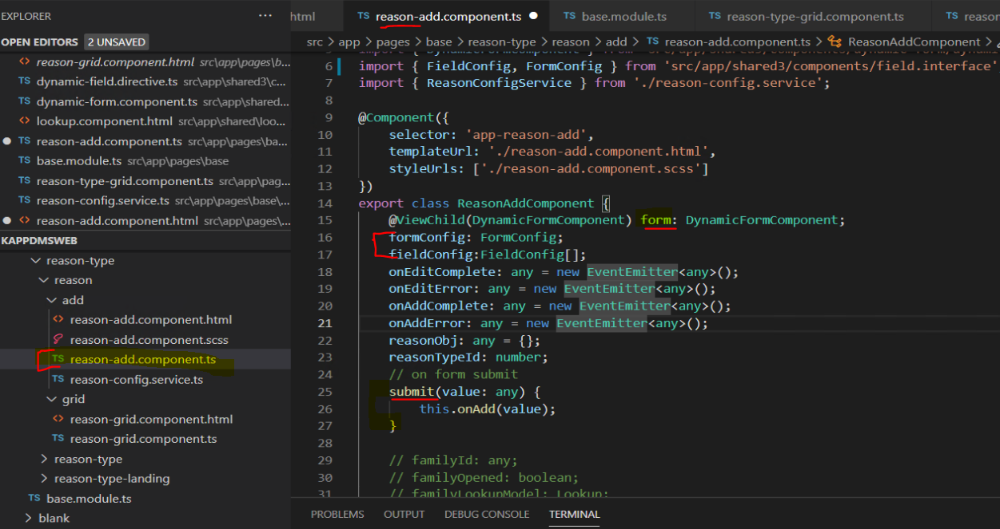 EXPLORER
···
OPEN EDITORS
2 UNSAVED
reason-grid.component.html src\app\pages\b...
TS dynamic-field.directive.ts src\app\shared3\c...
TS dynamic-form.component.ts src\app\shared...
lookup.component.html src\app\shared\loo...
TS reason-add.component.ts src\app\pages\ba...
TS base.module.ts src\app\pages\base
TS reason-type-grid.component.ts src\app\pag...
TS reason-config.service.ts src\app\pages\base\...
reason-add.component.html src\app\pages\...
KAPPDMSWEB
reason-type
reason
add
reason-add.component.html
reason-add.component.scss
TS reason-add.component.ts
TS reason-config.service.ts
grid
reason-grid.component.html
TS reason-grid.component.ts
reason-type
reason-type-landing
TS base.module.ts
blank
html
TS reason-add.component.ts
TS base.module.ts
TS reason-type-grid.component.ts
TS reason
src > app > pages > base > reason-type > reason > add > TS reason-add.component.ts > ReasonAddComponent >
6 import { FieldConfig, FormConfig } from 'src/app/shared3/components/field.interface'
7 import { ReasonConfigService } from './reason-config.service';
8
9 @Component({
10 selector: 'app-reason-add',
11 templateUrl: './reason-add.component.html',
12 styleUrls: ['./reason-add.component.scss']
13 })
14 export class ReasonAddComponent {
15 @ViewChild(DynamicFormComponent) form: DynamicFormComponent;
16 formConfig: FormConfig;
17 fieldConfig:FieldConfig[];
18 onEditComplete: any = new EventEmitter<any>();
19 onEditError: any = new EventEmitter<any>();
20 onAddComplete: any = new EventEmitter<any>();
21 onAddError: any = new EventEmitter<any>();
22 reasonObj: any = {};
23 reasonTypeId: number;
24 // on form submit
25 submit(value: any) {
26 this.onAdd(value);
27 }
28
29 // familyId: any;
30 // familyOpened: boolean;
31 // familyLookupModel: Lookup;
PROBLEMS OUTPUT DEBUG CONSOLE TERMINAL